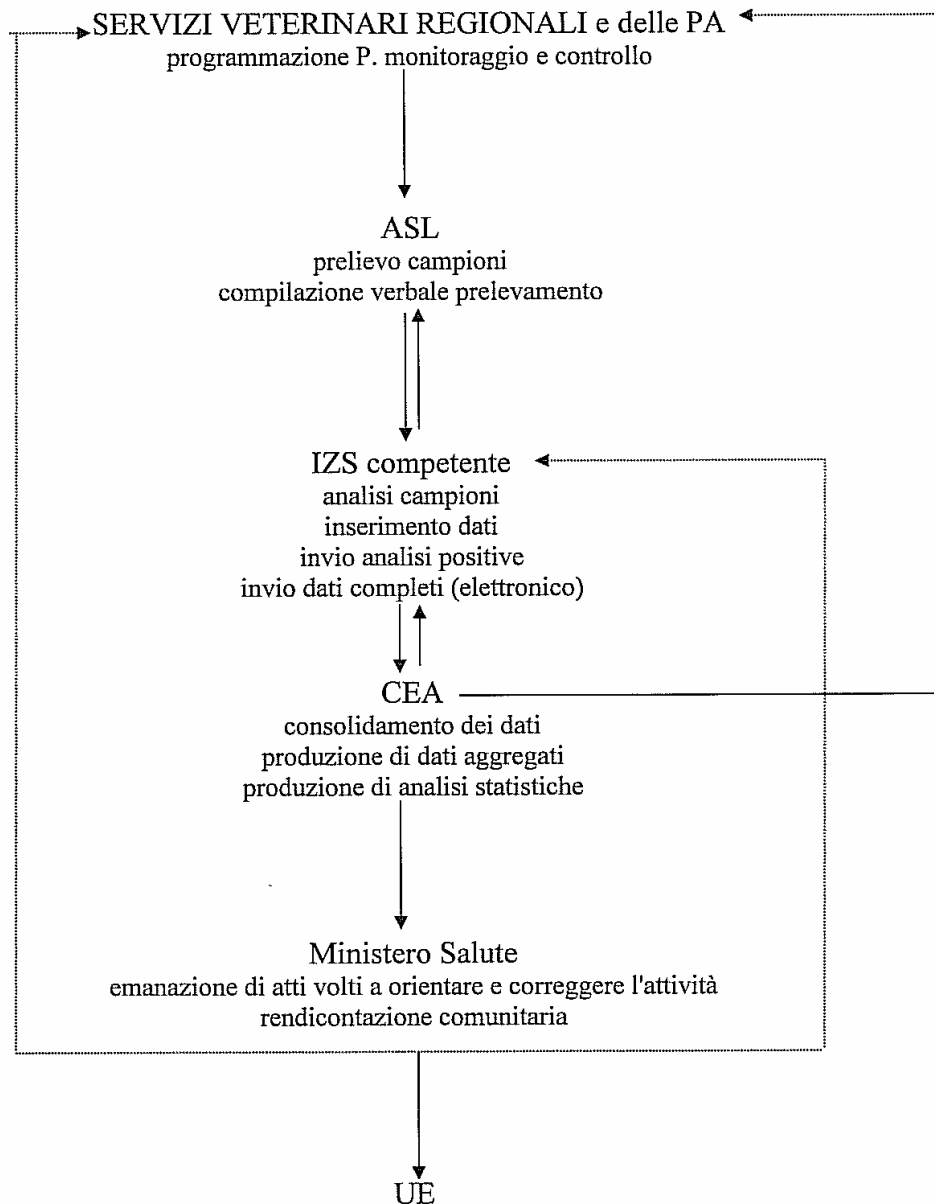 SERVIZI VETERINARI REGIONALI e delle PA
programmazione P. monitoraggio e controllo
ASL
prelievo campioni
compilazione verbale prelevamento
IZS competente
analisi campioni
inserimento dati
invio analisi positive
invio dati completi (elettronico)
CEA
consolidamento dei dati
produzione di dati aggregati
produzione di analisi statistiche
Ministero Salute
emanazione di atti volti a orientare e correggere l'attività
rendicontazione comunitaria
UE